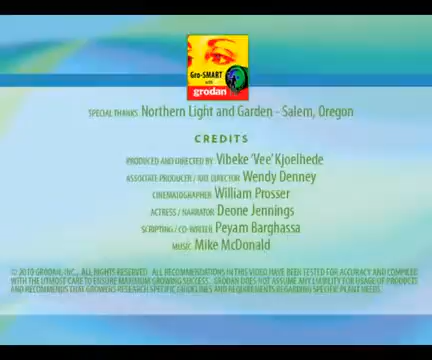 Gro-SMART
with
grodan
SPECIAL THANKS: Northern Light and Garden - Salem, Oregon
CREDITS
PRODUCED AND DIRECTED BY: Vibeke 'Vee' Kjoelhede
ASSOCIATE PRODUCER / ART DIRECTOR: Wendy Denney
CINEMATOGRAPHER: William Prosser
ACTRESS / NARRATOR: Deone Jennings
SCRIPTING / CO-WRITER: Peyam Barghassa
MUSIC: Mike McDonald
© 2010 GRODAN, INC., ALL RIGHTS RESERVED. ALL RECOMMENDATIONS IN THIS VIDEO HAVE BEEN TESTED FOR ACCURACY AND COMPILED
WITH THE UTMOST CARE TO ENSURE MAXIMUM GROWING SUCCESS. GRODAN DOES NOT ASSUME ANY LIABILITY FOR USAGE OF PRODUCT
AND RECOMMENDS THAT GROWERS RESEARCH SPECIFIC GUIDELINES AND REQUIREMENTS REGARDING SPECIFIC PLANT NEEDS.